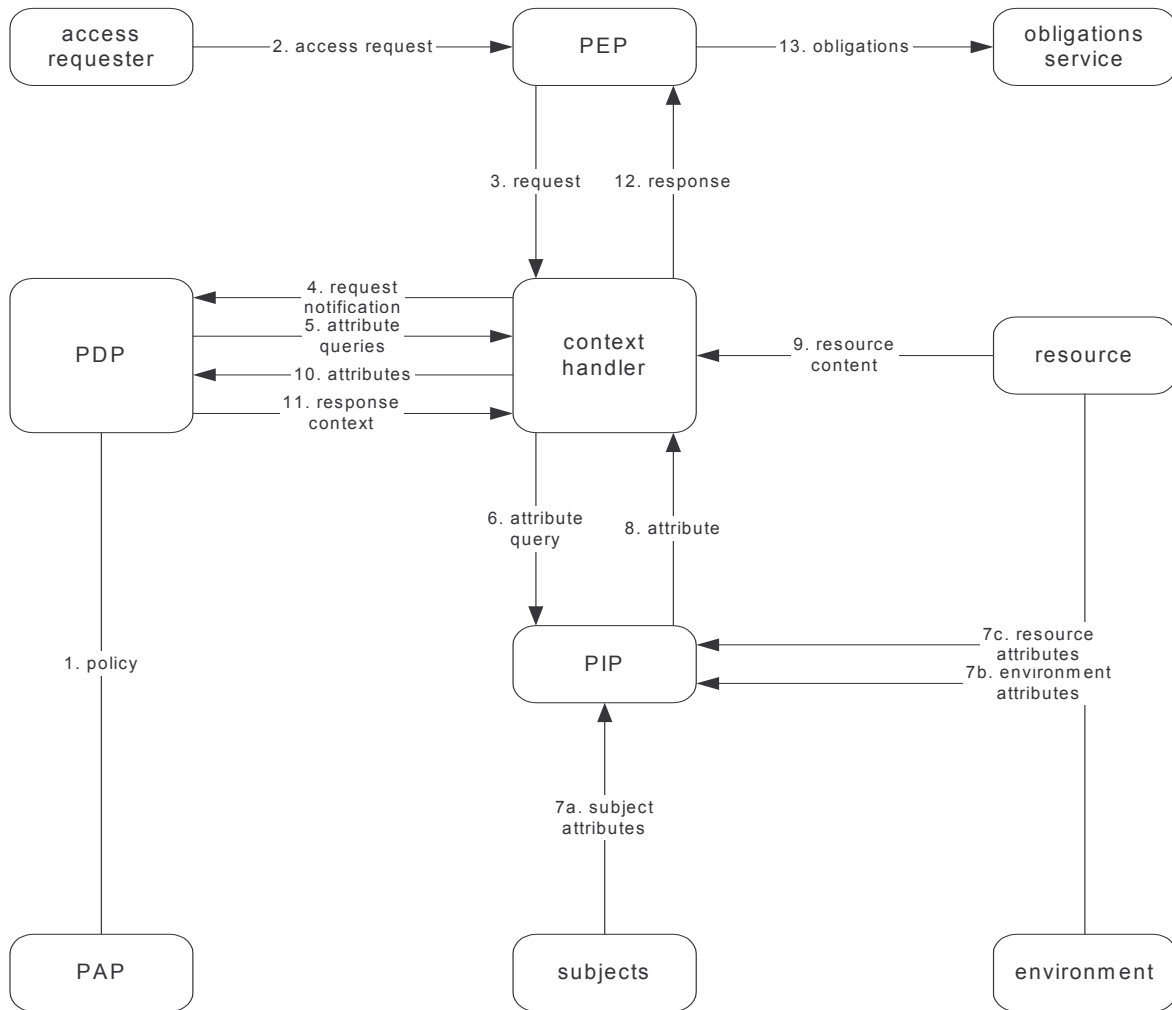 access
requester
2. access request
PEP
13. obligations
obligations
service
3. request
12. response
PDP
4. request
notification
5. attribute
queries
10. attributes
11. response
context
context
handler
9. resource
content
resource
6. attribute
query
8. attribute
1. policy
PIP
7c. resource
attributes
7b. environment
attributes
7a. subject
attributes
PAP
subjects
environment